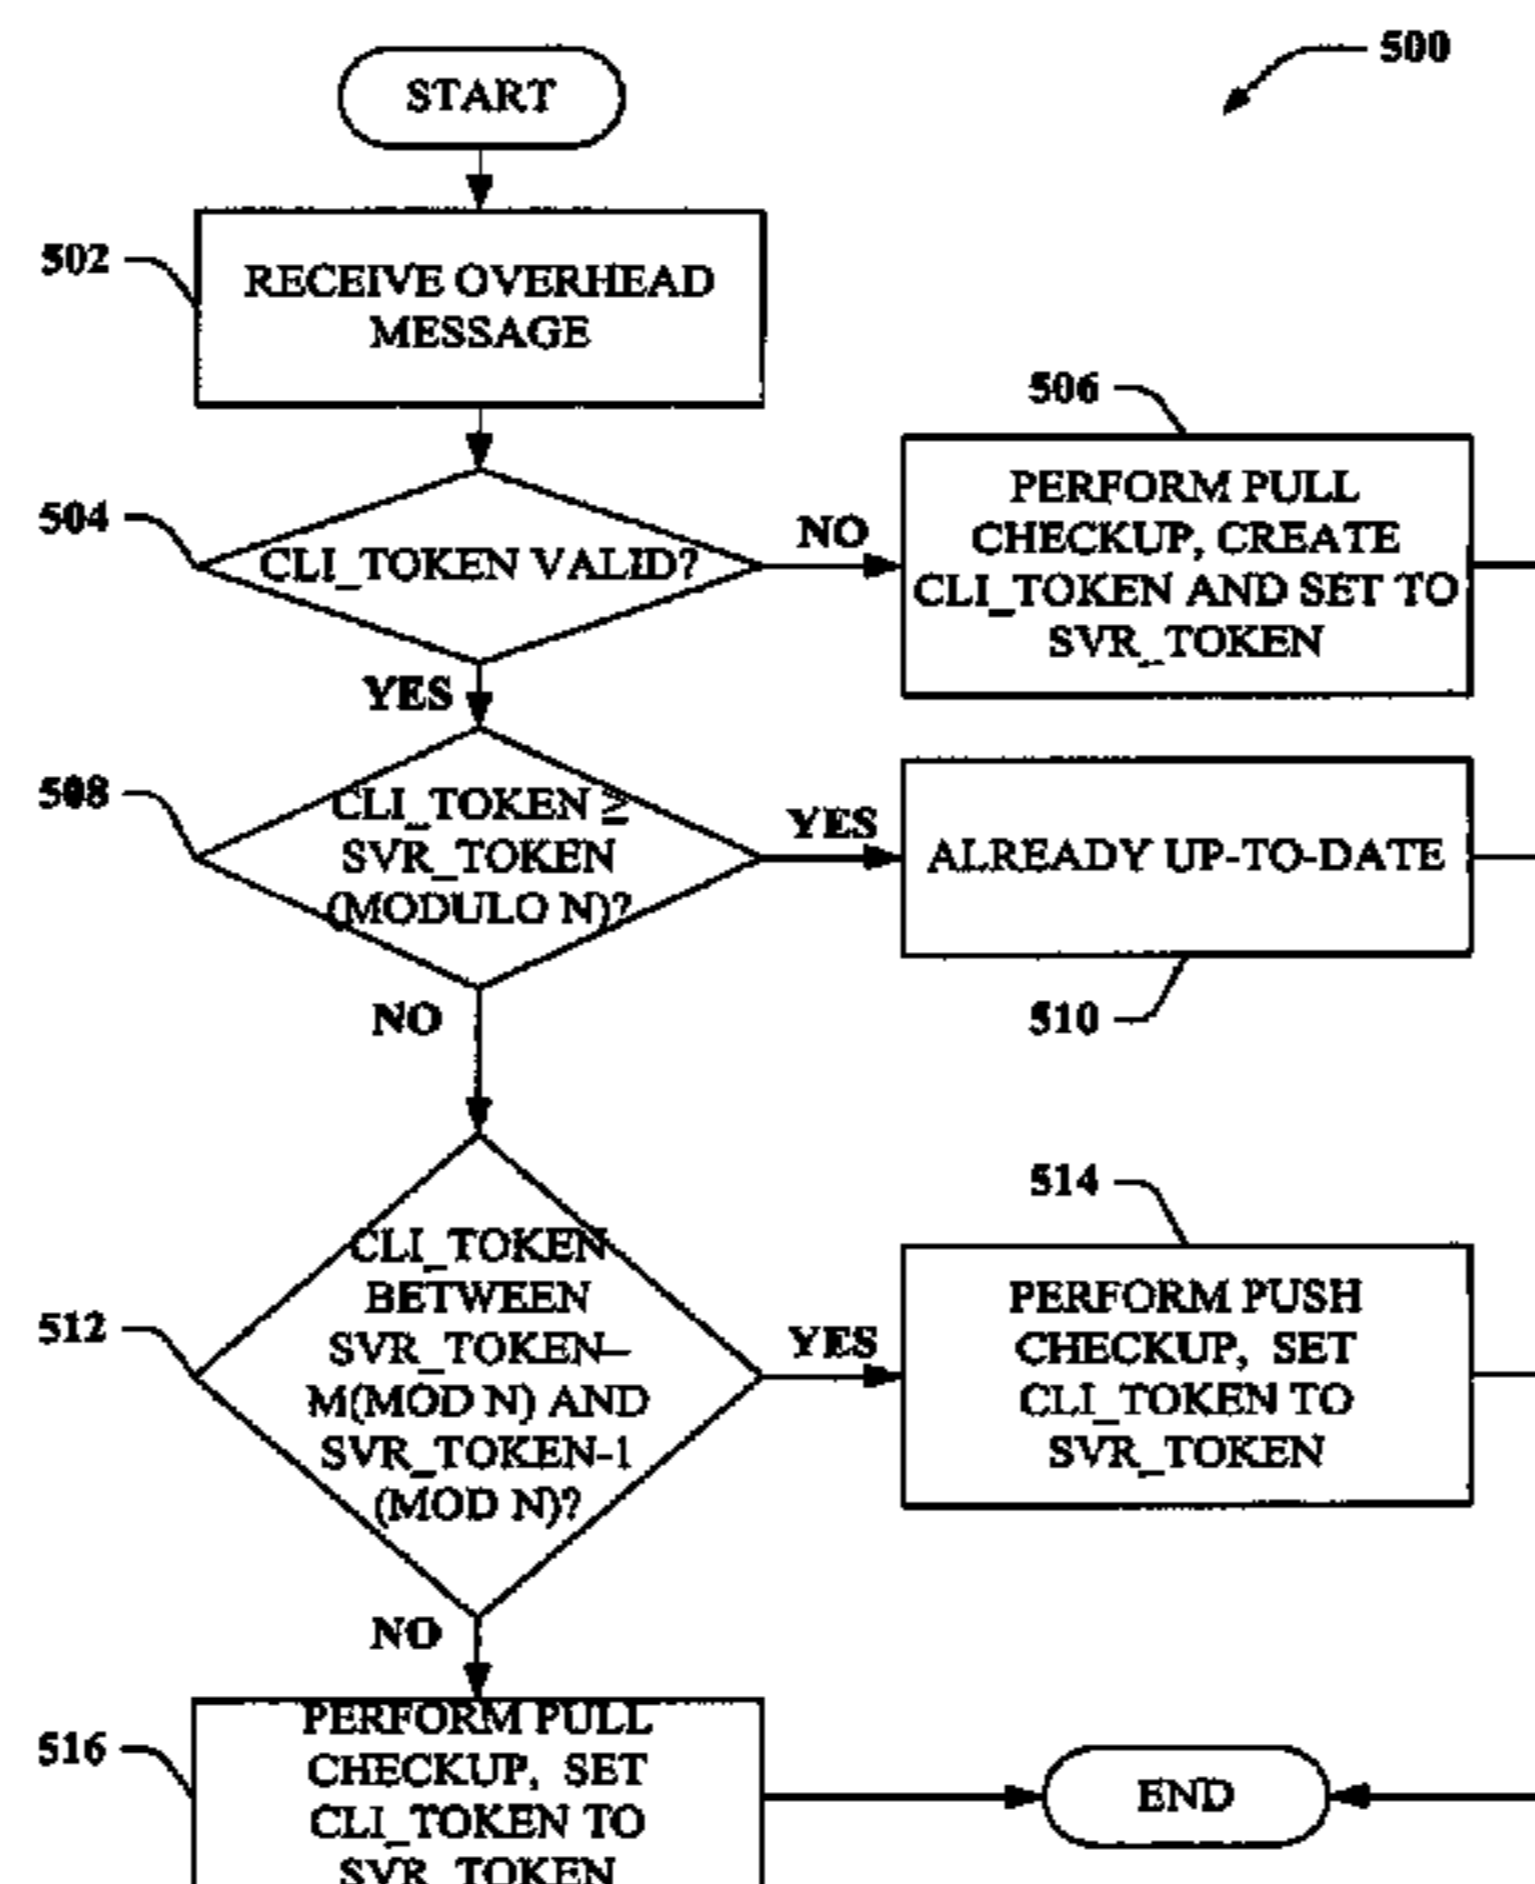 500
START
502
RECEIVE OVERHEAD
MESSAGE
506
504
CLI_TOKEN VALID?
NO
PERFORM PULL
CHECKUP, CREATE
CLI_TOKEN AND SET TO
SVR_TOKEN
YES
508
CLI_TOKEN ≥
SVR_TOKEN
(MODULO N)?
YES
ALREADY UP-TO-DATE
510
NO
514
512
CLI_TOKEN
BETWEEN
SVR_TOKEN–
M(MOD N) AND
SVR_TOKEN-1
(MOD N)?
YES
PERFORM PUSH
CHECKUP, SET
CLI_TOKEN TO
SVR_TOKEN
NO
516
PERFORM PULL
CHECKUP, SET
CLI_TOKEN TO
SVR_TOKEN
END